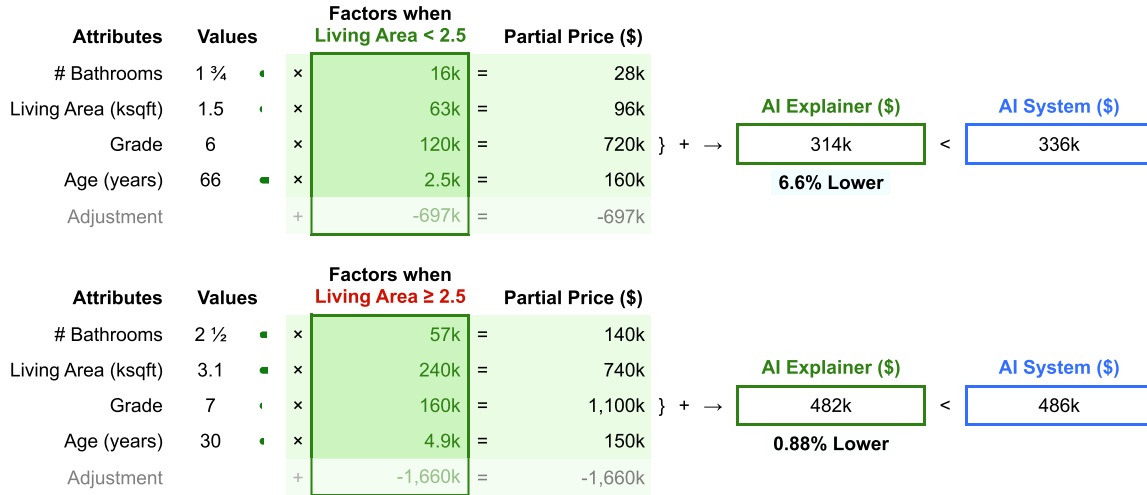 Factors when
Attributes Values Living Area < 2.5 Partial Price ($)
# Bathrooms 1 ¾ × 16k = 28k
Living Area (ksqft) 1.5 × 63k = 96k AI Explainer ($) AI System ($)
Grade 6 × 120k = 720k } + → 314k < 336k
Age (years) 66 × 2.5k = 160k 6.6% Lower
Adjustment + -697k = -697k
Factors when
Attributes Values Living Area ≥ 2.5 Partial Price ($)
# Bathrooms 2 ½ × 57k = 140k
Living Area (ksqft) 3.1 × 240k = 740k AI Explainer ($) AI System ($)
Grade 7 × 160k = 1,100k } + → 482k < 486k
Age (years) 30 × 4.9k = 150k 0.88% Lower
Adjustment + -1,660k = -1,660k